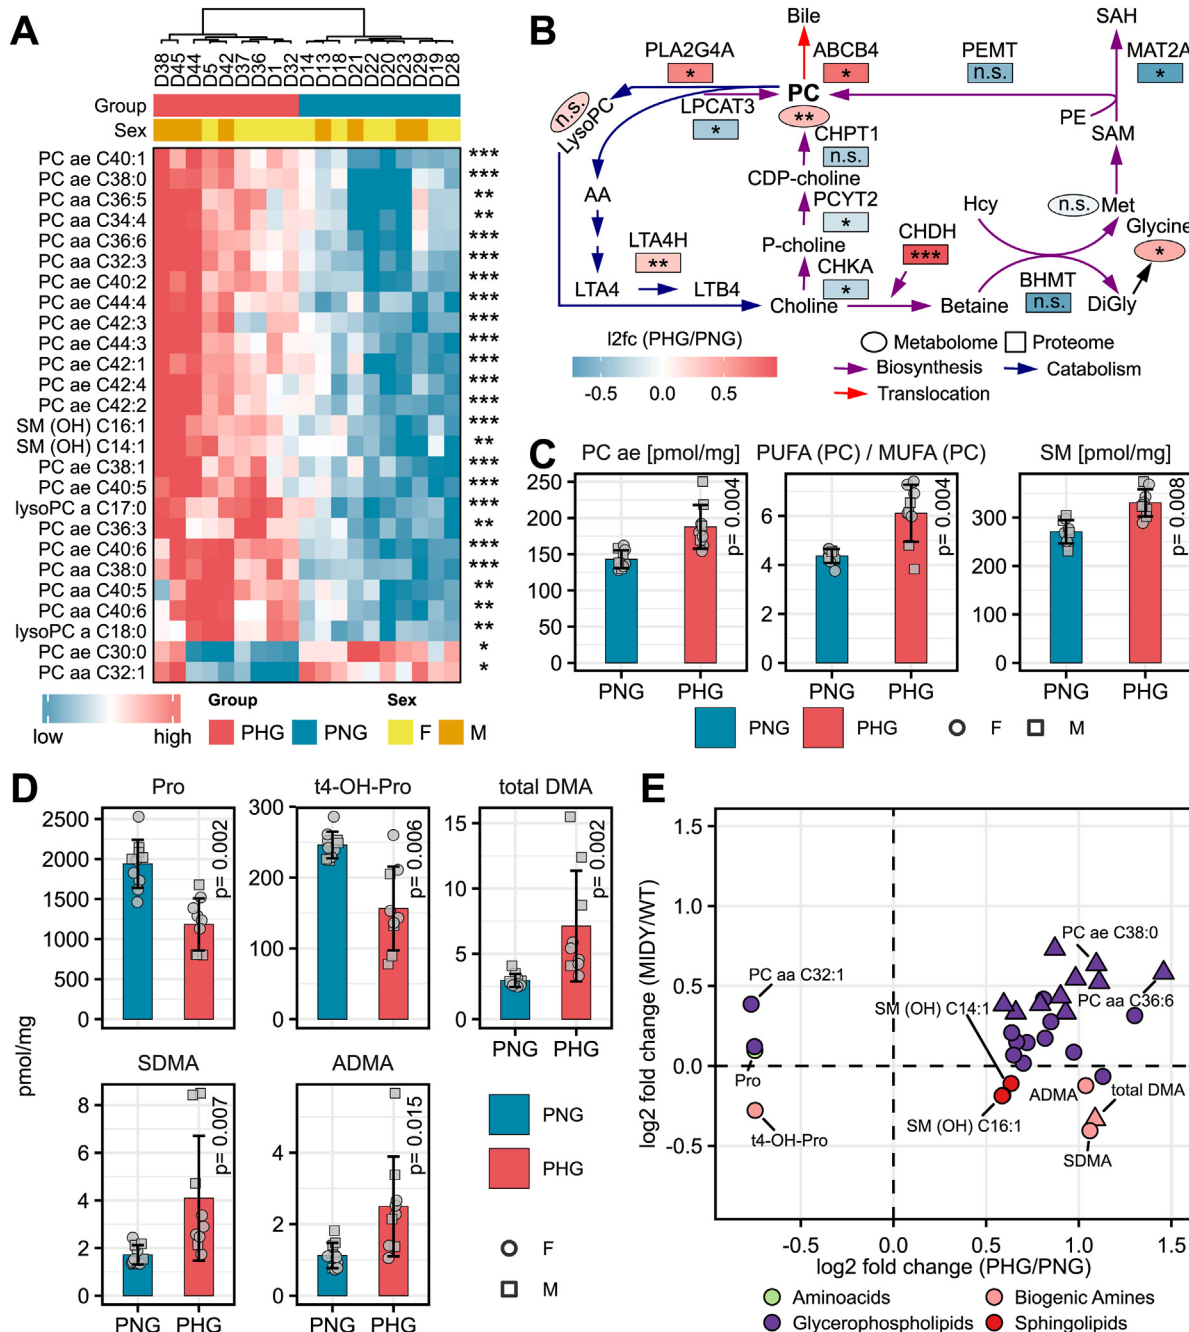 A
D38 D45 D44 D5 D42 D37 D36 D1 D32 D14 D13 D18 D21 D22 D20 D23 D29 D19 D28
Group
Sex
PC ae C40:1 ***
PC ae C38:0 ***
PC aa C36:5 **
PC aa C34:4 **
PC aa C36:6 ***
PC aa C32:3 ***
PC ae C40:2 ***
PC ae C44:4 ***
PC ae C42:3 ***
PC ae C44:3 ***
PC ae C42:1 ***
PC ae C42:4 ***
PC ae C42:2 ***
SM (OH) C16:1 ***
SM (OH) C14:1 **
PC ae C38:1 ***
PC ae C40:5 ***
lysoPC a C17:0 ***
PC ae C36:3 **
PC ae C40:6 ***
PC aa C38:0 ***
PC aa C40:5 **
PC aa C40:6 **
lysoPC a C18:0 **
PC ae C30:0 *
PC aa C32:1 *
low high
Group
PHG PNG
Sex
F M
B
Bile
SAH
PLA2G4A
*
ABCB4
*
PEMT
n.s.
MAT2A
*
n.s.
LysoPC
PC
**
LPCAT3
*
PE
SAM
CHPT1
n.s.
CDP-choline
AA
PCYT2
*
Hcy
n.s. Met
Glycine
*
LTA4H
**
P-choline
CHDH
***
CHKA
*
LTA4
LTB4
Choline
Betaine
BHMT
n.s.
DiGly
l2fc (PHG/PNG)
-0.5 0.0 0.5
Metabolome Proteome
Biosynthesis Catabolism
Translocation
C
PC ae [pmol/mg]
250
200
150
100
50
0
p= 0.004
PNG PHG
PUFA (PC) / MUFA (PC)
6
4
2
0
p= 0.004
PNG PHG
SM [pmol/mg]
300
200
100
0
p= 0.008
PNG PHG
PNG PHG F M
D
pmol/mg
Pro
2500
2000
1500
1000
500
0
p= 0.002
t4-OH-Pro
300
200
100
0
p= 0.006
total DMA
15
10
5
0
p= 0.002
PNG PHG
SDMA
8
6
4
2
0
p= 0.007
PNG PHG
ADMA
4
2
0
p= 0.015
PNG PHG
PNG
PHG
F
M
E
log2 fold change (MIDY/WT)
1.5
1.0
0.5
0.0
-0.5
PC ae C38:0
PC aa C32:1
PC aa C36:6
SM (OH) C14:1
Pro
ADMA
total DMA
SM (OH) C16:1
t4-OH-Pro
SDMA
-0.5 0.0 0.5 1.0 1.5
log2 fold change (PHG/PNG)
Aminoacids Biogenic Amines
Glycerophospholipids Sphingolipids